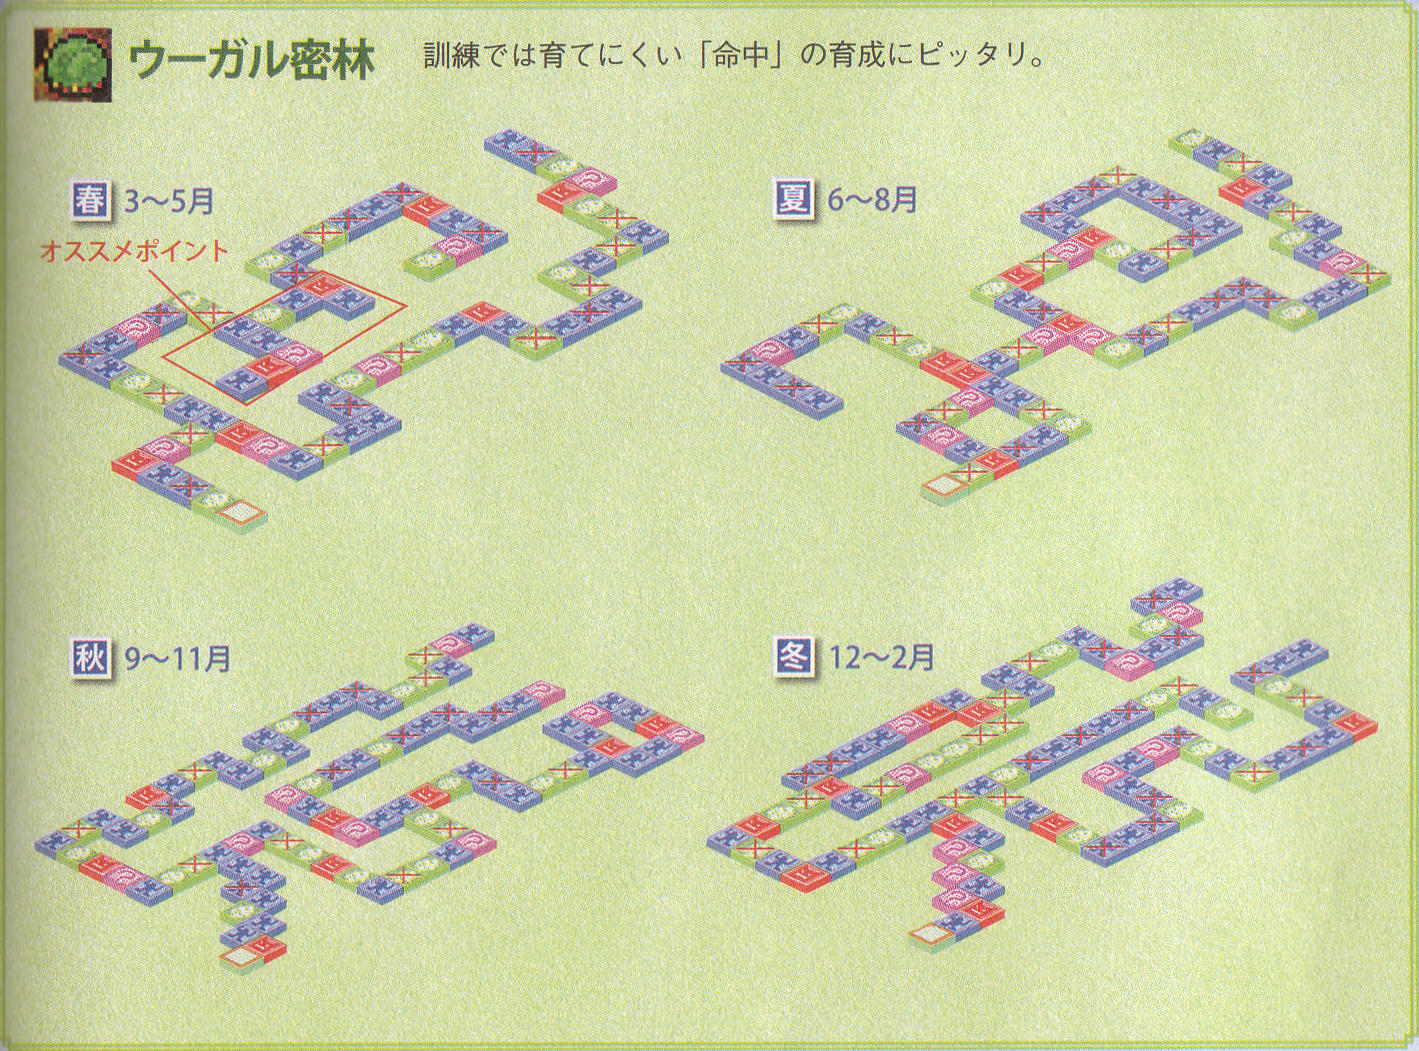 ウーガル密林
訓練では育てにくい「命中」の育成にピッタリ。
春 3～5月
オススメポイント
夏 6～8月
秋 9～11月
冬 12～2月